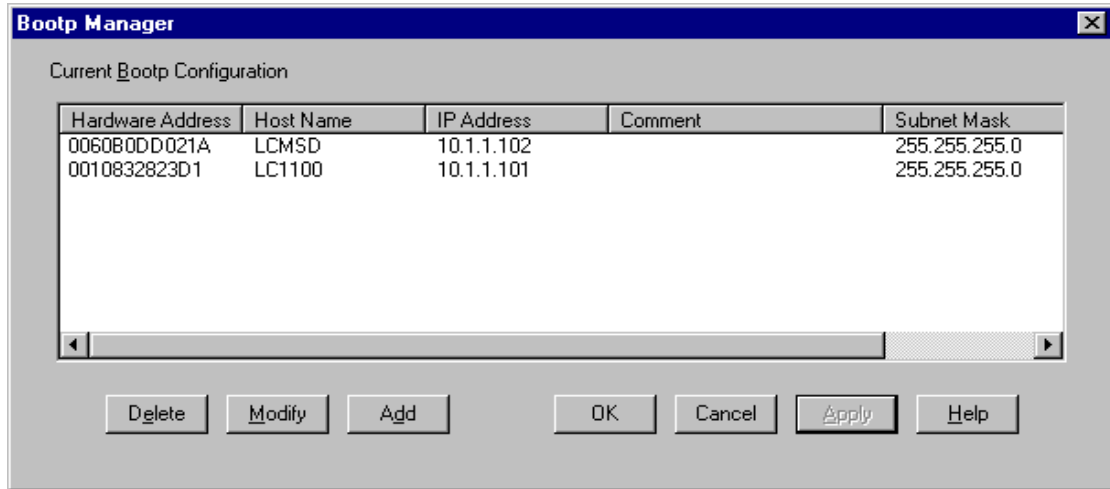 Bootp Manager
Current Bootp Configuration
Hardware Address Host Name IP Address Comment Subnet Mask
0060B0DD021A LCMSD 10.1.1.102 255.255.255.0
0010832823D1 LC1100 10.1.1.101 255.255.255.0
Delete Modify Add OK Cancel Apply Help